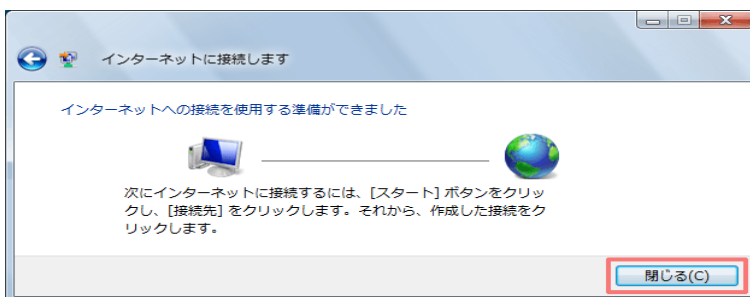 インターネットに接続します
インターネットへの接続を使用する準備ができました
次にインターネットに接続するには、[スタート] ボタンをクリッ
クし、[接続先] をクリックします。それから、作成した接続をク
リックします。
閉じる(C)